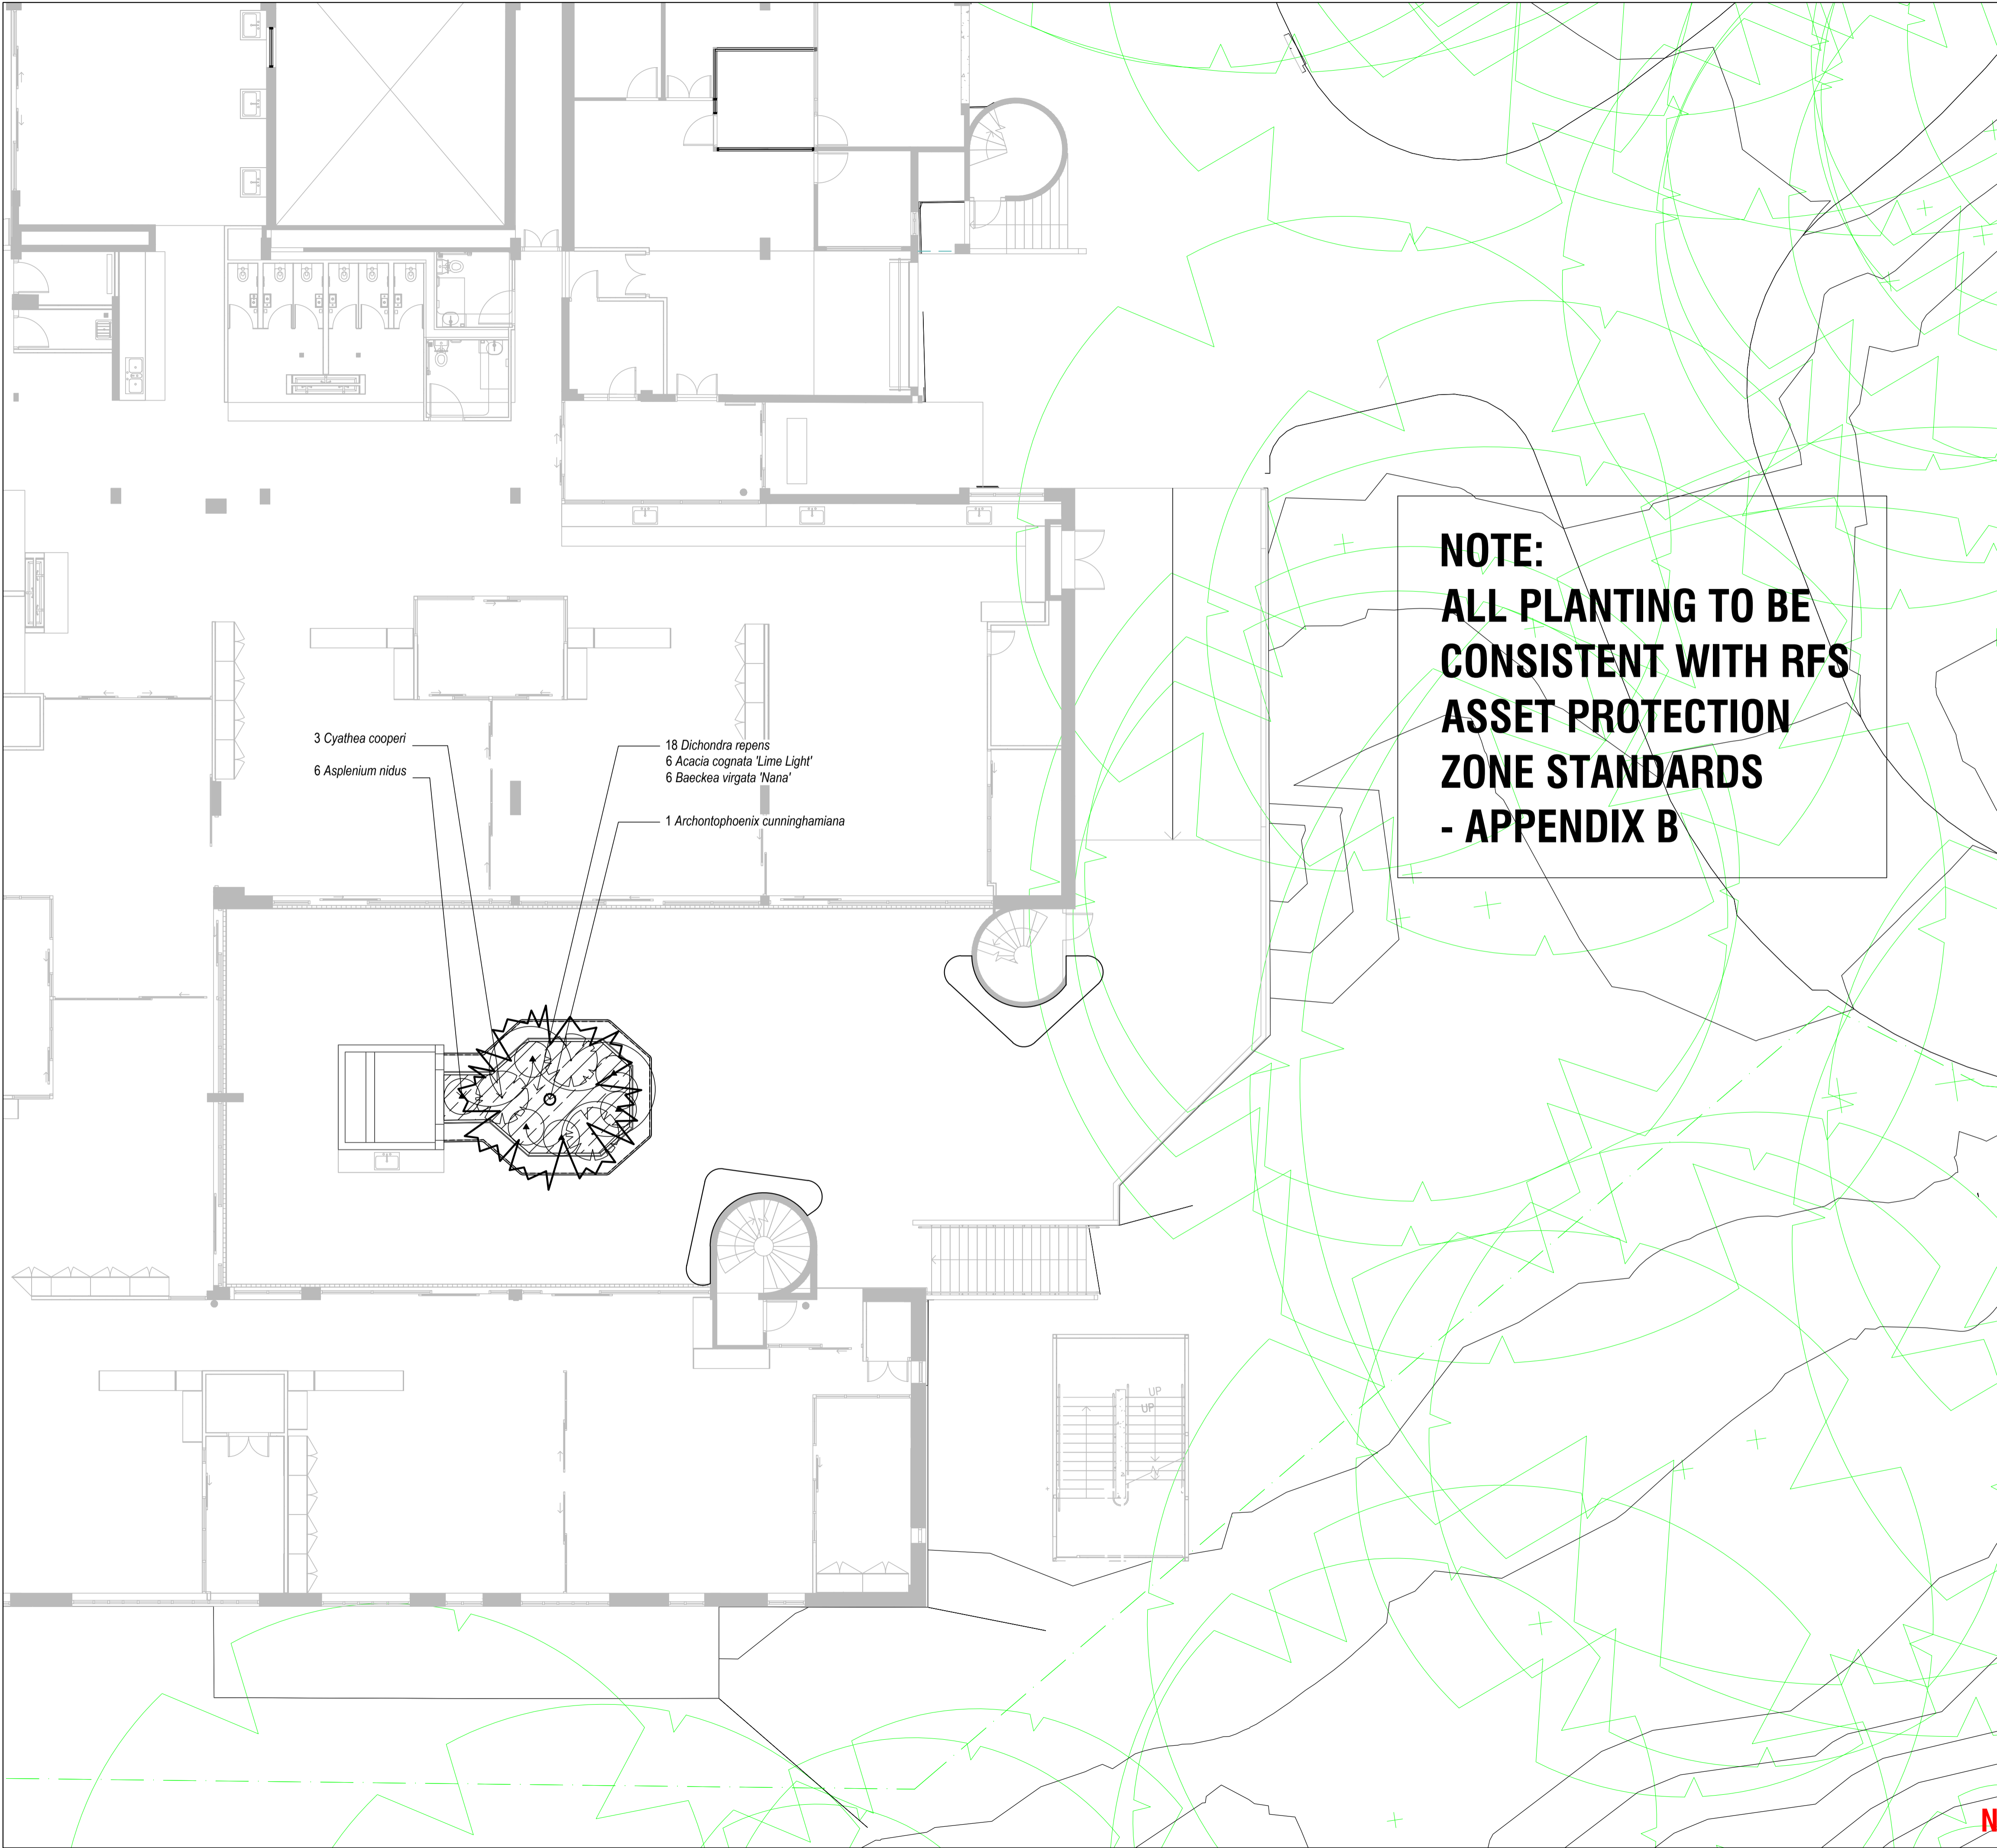 NOTE:
ALL PLANTING TO BE
CONSISTENT WITH RFS
ASSET PROTECTION
ZONE STANDARDS
- APPENDIX B
3 Cyathea cooperi
6 Asplenium nidus
18 Dichondra repens
6 Acacia cognata 'Lime Light'
6 Baeckea virgata 'Nana'
1 Archontophoenix cunninghamiana
UP
UP
N